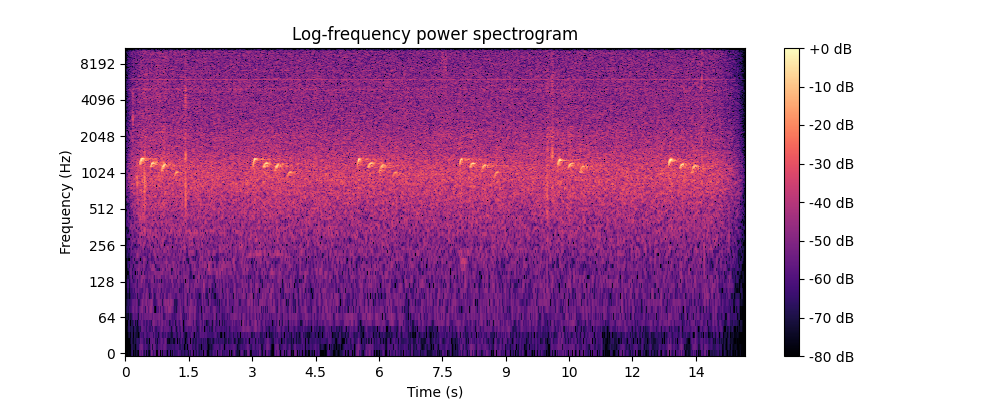 Log-frequency power spectrogram
8192
4096
2048
1024
512
256
128
64
0
Frequency (Hz)
0 1.5 3 4.5 6 7.5 9 10 12 14
Time (s)
+0 dB
-10 dB
-20 dB
-30 dB
-40 dB
-50 dB
-60 dB
-70 dB
-80 dB